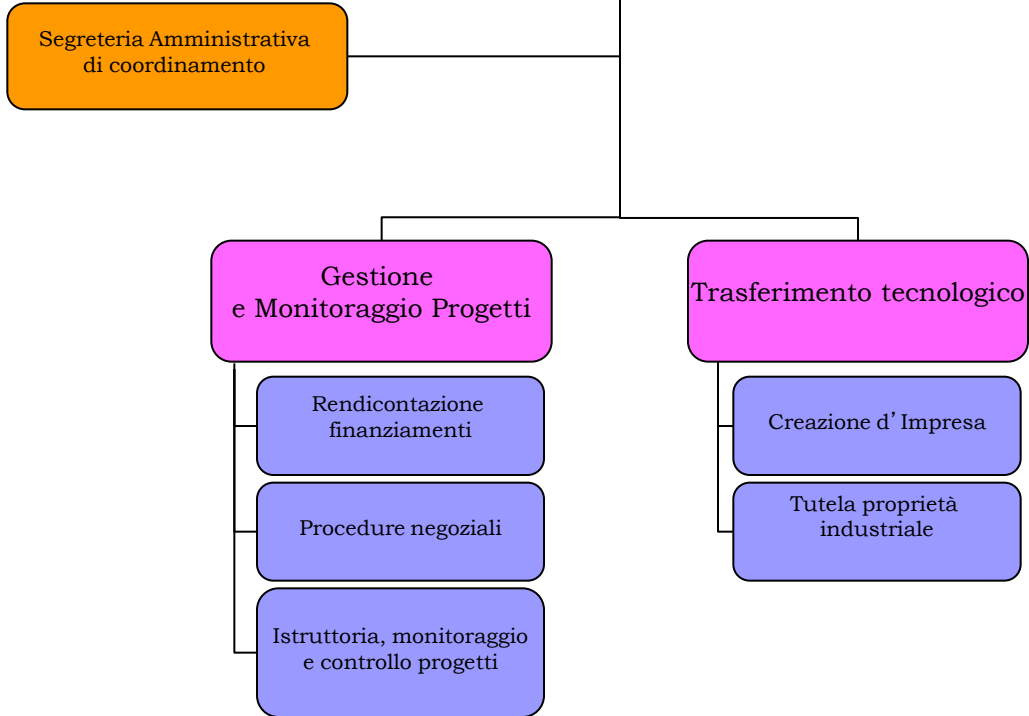 Segreteria Amministrativa
di coordinamento
Gestione
e Monitoraggio Progetti
Rendicontazione
finanziamenti
Procedure negoziali
Istruttoria, monitoraggio
e controllo progetti
Trasferimento tecnologico
Creazione d’ Impresa
Tutela proprietà
industriale